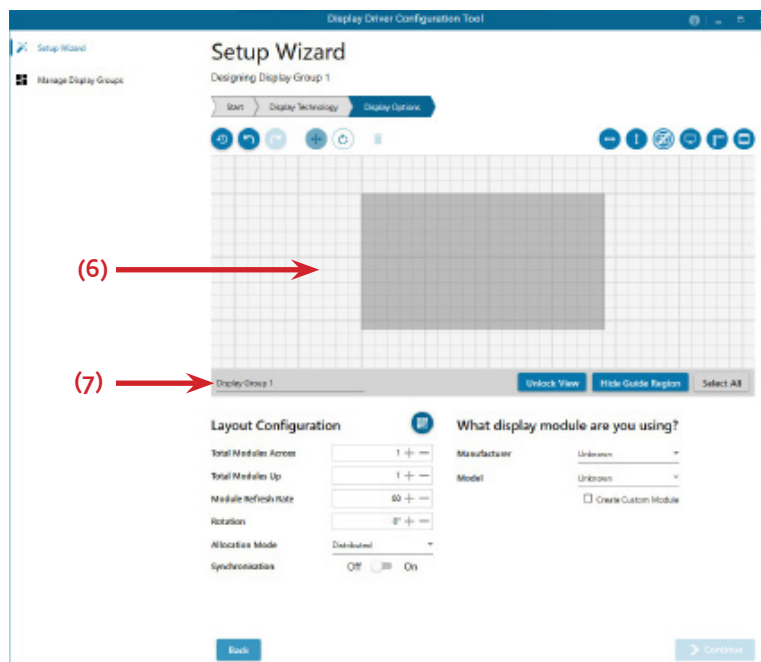 Display Driver Configuration Tool
Setup Wizard
Manage Display Groups
Setup Wizard
Designing Display Group 1
Start
Display Technology
Display Options
(6)
(7)
Display Group 1
Unlock View
Hide Guide Region
Select All
Layout Configuration
Total Modules Across 1 + −
Total Modules Up 1 + −
Module Refresh Rate 60 + −
Rotation 0° + −
Allocation Mode Distributed
Synchronisation Off On
What display module are you using?
Manufacturer Unknown
Model Unknown
Create Custom Module
Back
Continue